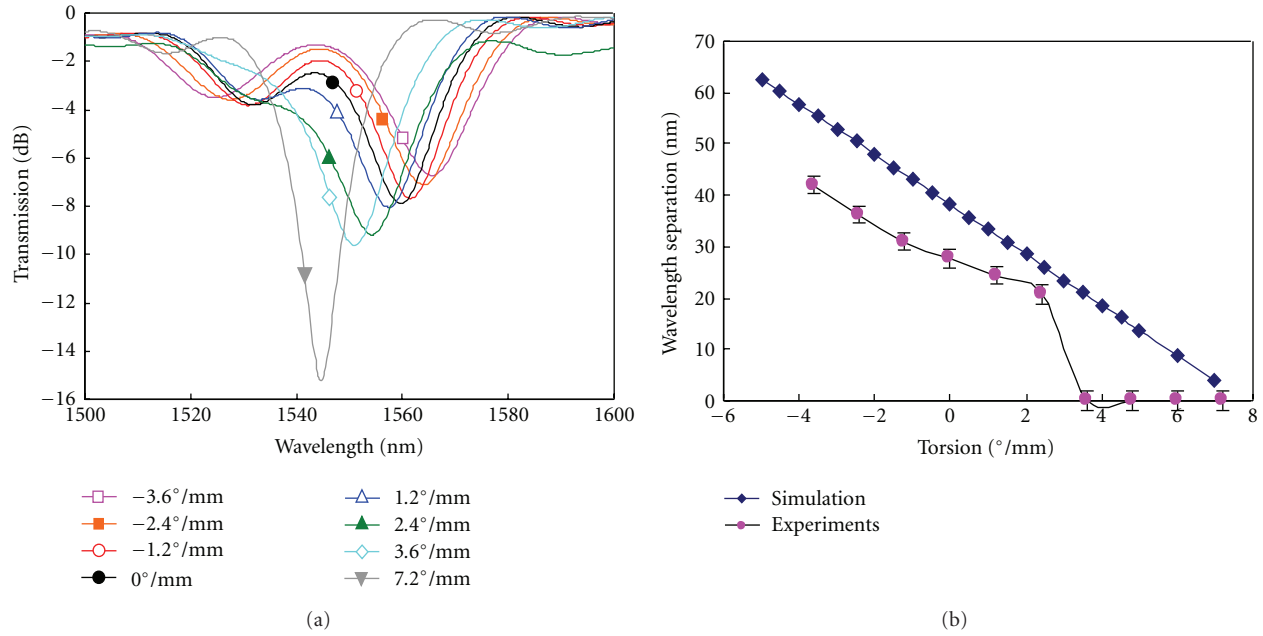 0
−2
−4
−6
−8
−10
−12
−14
−16
Transmission (dB)
1500 1520 1540 1560 1580 1600
Wavelength (nm)
−3.6°/mm
−2.4°/mm
−1.2°/mm
0°/mm
1.2°/mm
2.4°/mm
3.6°/mm
7.2°/mm
(a)
70
60
50
40
30
20
10
0
Wavelength separation (nm)
−6 −4 −2 0 2 4 6 8
Torsion (°/mm)
Simulation
Experiments
(b)